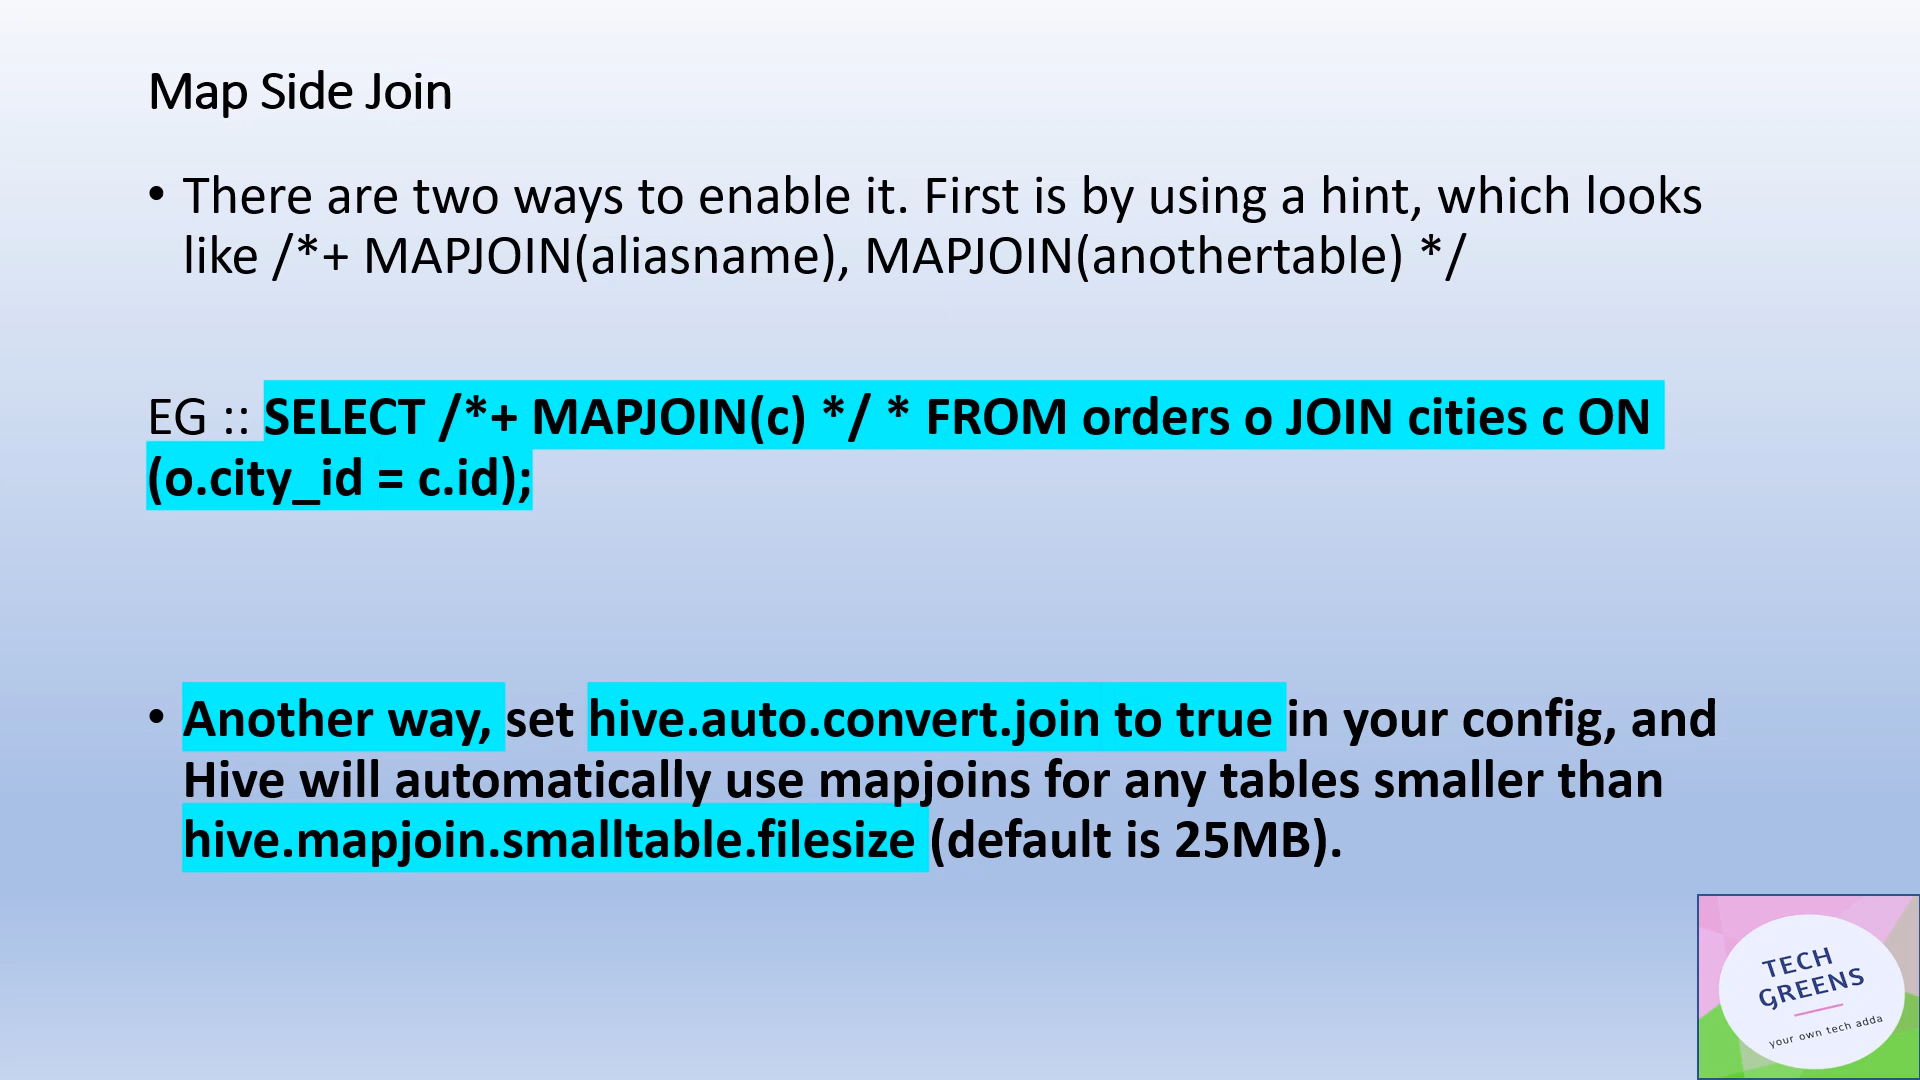 Map Side Join
• There are two ways to enable it. First is by using a hint, which looks
like /*+ MAPJOIN(aliasname), MAPJOIN(anothertable) */
EG :: SELECT /*+ MAPJOIN(c) */ * FROM orders o JOIN cities c ON
(o.city_id = c.id);
• Another way, set hive.auto.convert.join to true in your config, and
Hive will automatically use mapjoins for any tables smaller than
hive.mapjoin.smalltable.filesize (default is 25MB).
TECH
GREENS
your own tech adda